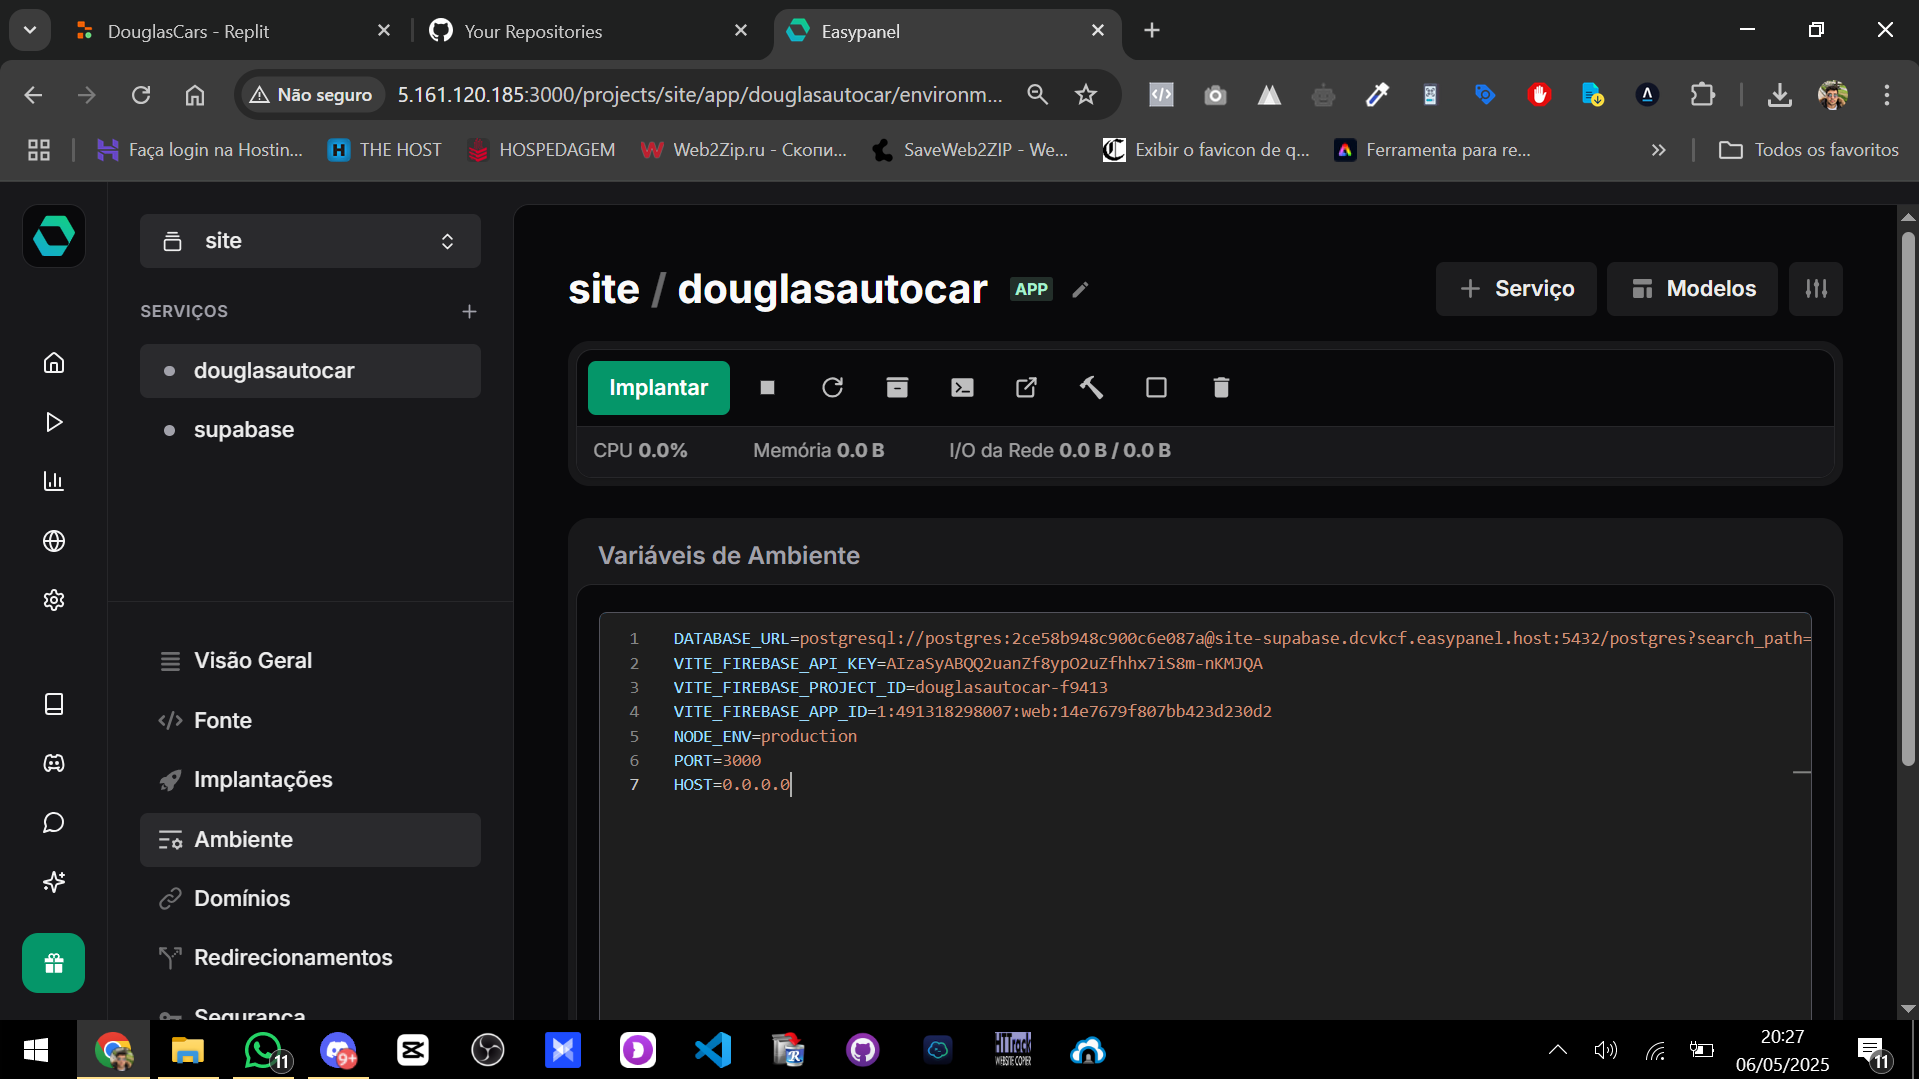 DouglasCars - Replit
Your Repositories
Easypanel
Não seguro
5.161.120.185:3000/projects/site/app/douglasautocar/environm...
Faça login na Hostin...
THE HOST
HOSPEDAGEM
Web2Zip.ru - Скопи...
SaveWeb2ZIP - We...
Exibir o favicon de q...
Ferramenta para re...
Todos os favoritos
site
SERVIÇOS
douglasautocar
supabase
Visão Geral
Fonte
Implantações
Ambiente
Domínios
Redirecionamentos
Segurança
site / douglasautocar APP
Serviço
Modelos
Implantar
CPU 0.0% Memória 0.0 B I/O da Rede 0.0 B / 0.0 B
Variáveis de Ambiente
1 DATABASE_URL=postgresql://postgres:2ce58b948c900c6e087a@site-supabase.dcvkcf.easypanel.host:5432/postgres?search_path=
2 VITE_FIREBASE_API_KEY=AIzaSyABQQ2uanZf8ypO2uZfhhx7iS8m-nKMJQA
3 VITE_FIREBASE_PROJECT_ID=douglasautocar-f9413
4 VITE_FIREBASE_APP_ID=1:491318298007:web:14e7679f807bb423d230d2
5 NODE_ENV=production
6 PORT=3000
7 HOST=0.0.0.0
11
9+
HTTrack
WEBSITE COPIER
20:27
06/05/2025
11